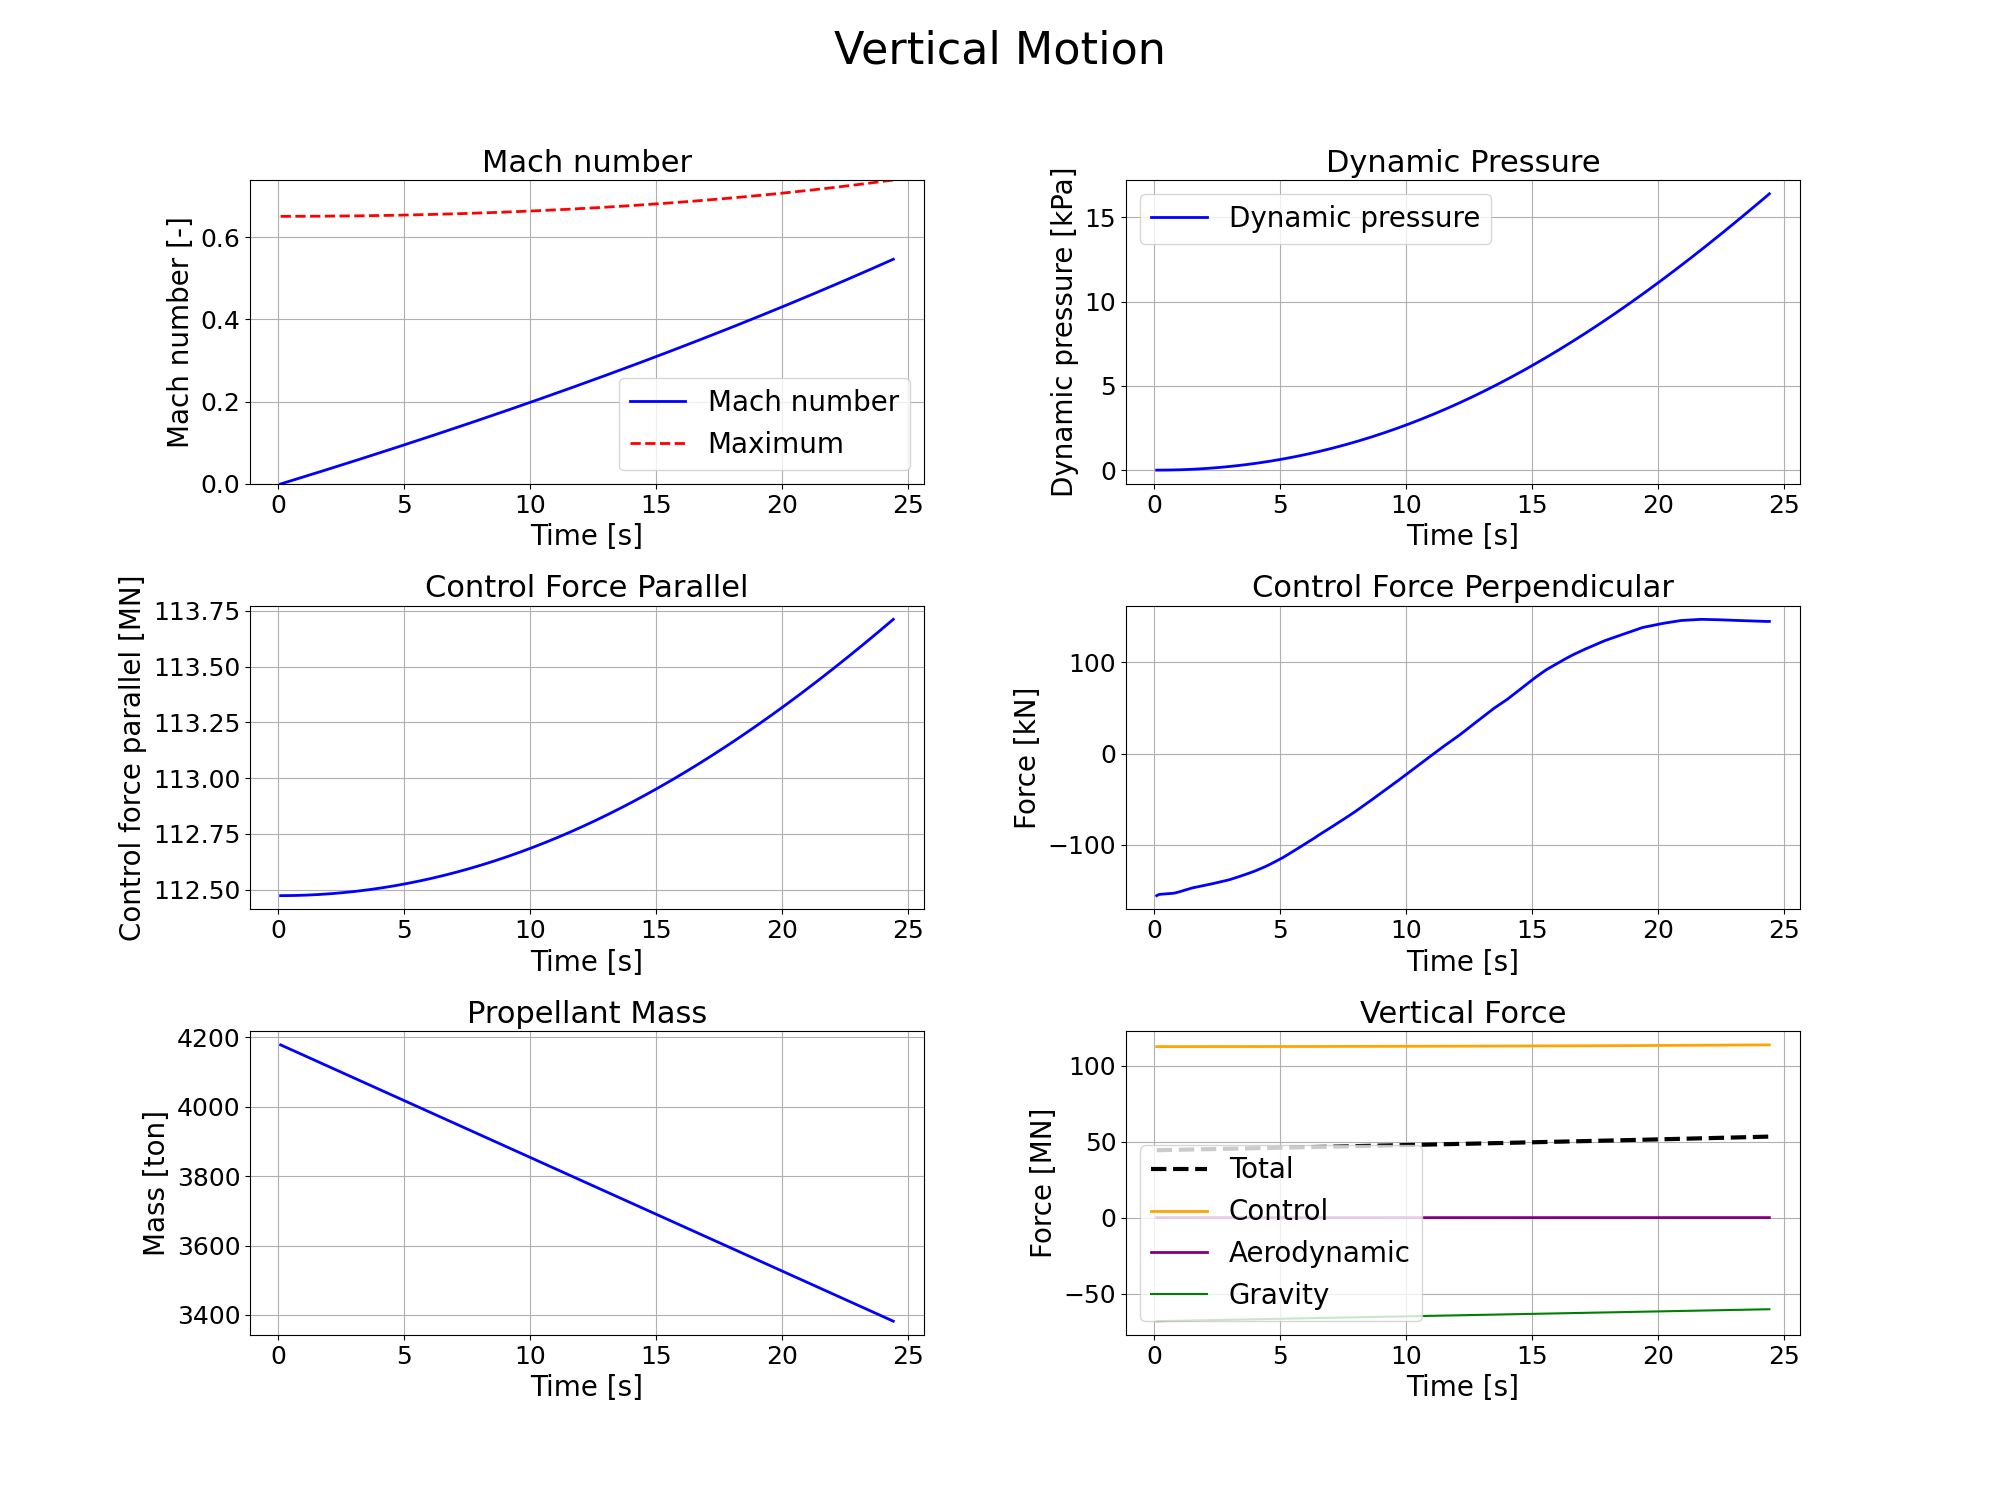 Vertical Motion
Mach number
Mach number [-]
0.6
0.4
0.2
0.0
Mach number
Maximum
0 5 10 15 20 25
Time [s]
Dynamic Pressure
Dynamic pressure [kPa]
15
10
5
0
Dynamic pressure
0 5 10 15 20 25
Time [s]
Control Force Parallel
Control force parallel [MN]
113.75
113.50
113.25
113.00
112.75
112.50
0 5 10 15 20 25
Time [s]
Control Force Perpendicular
Force [kN]
100
0
−100
0 5 10 15 20 25
Time [s]
Propellant Mass
Mass [ton]
4200
4000
3800
3600
3400
0 5 10 15 20 25
Time [s]
Vertical Force
Force [MN]
100
50
0
−50
Total
Control
Aerodynamic
Gravity
0 5 10 15 20 25
Time [s]